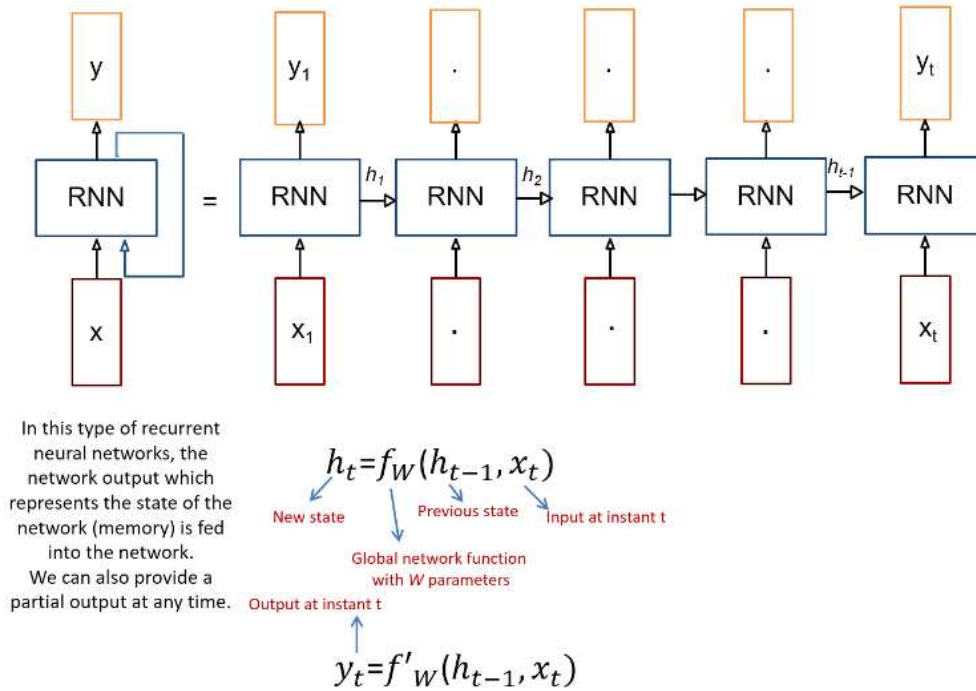 y y₁ . . . yₜ
RNN = RNN h₁ RNN h₂ RNN RNN hₜ₋₁ RNN
x x₁ . . . xₜ
In this type of recurrent
neural networks, the
network output which
represents the state of the
network (memory) is fed
into the network.
We can also provide a
partial output at any time.
hₜ=f_W(hₜ₋₁, xₜ)
New state
Previous state
Input at instant t
Global network function
with W parameters
Output at instant t
yₜ=f'_W(hₜ₋₁, xₜ)